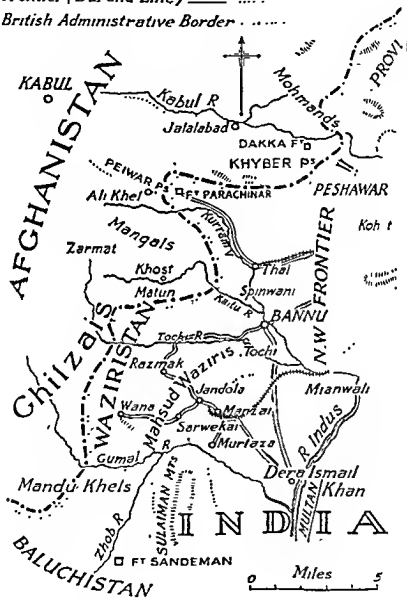 (Durand Line)
British Administrative Border
KABUL
Kabul R
Jalalabad
Mohmands
PROVI
DAKKA FT
KHYBER Ps
PEIWAR Ps
Ali Khel
FT PARACHINAR
PESHAWAR
AFGHANISTAN
Mangals
Kurram V
Koh t
Zarmat
Khost
Thal
Spinwani
Matun
Kaitu R
N.W FRONTIER
BANNU
Ghilzais
WAZIRISTAN
Tochi R
Tochi
Razmak
Mahsud Waziris
Jandola
Mianwali
Wana
Manzai
Sarwekai
R Indus
Murtaza
Gumal R
Dera Ismail
Khan
Mandu Khels
SULAIMAN MTS
MULTAN
INDIA
Zhob R
FT SANDEMAN
BALUCHISTAN
Miles
0 5